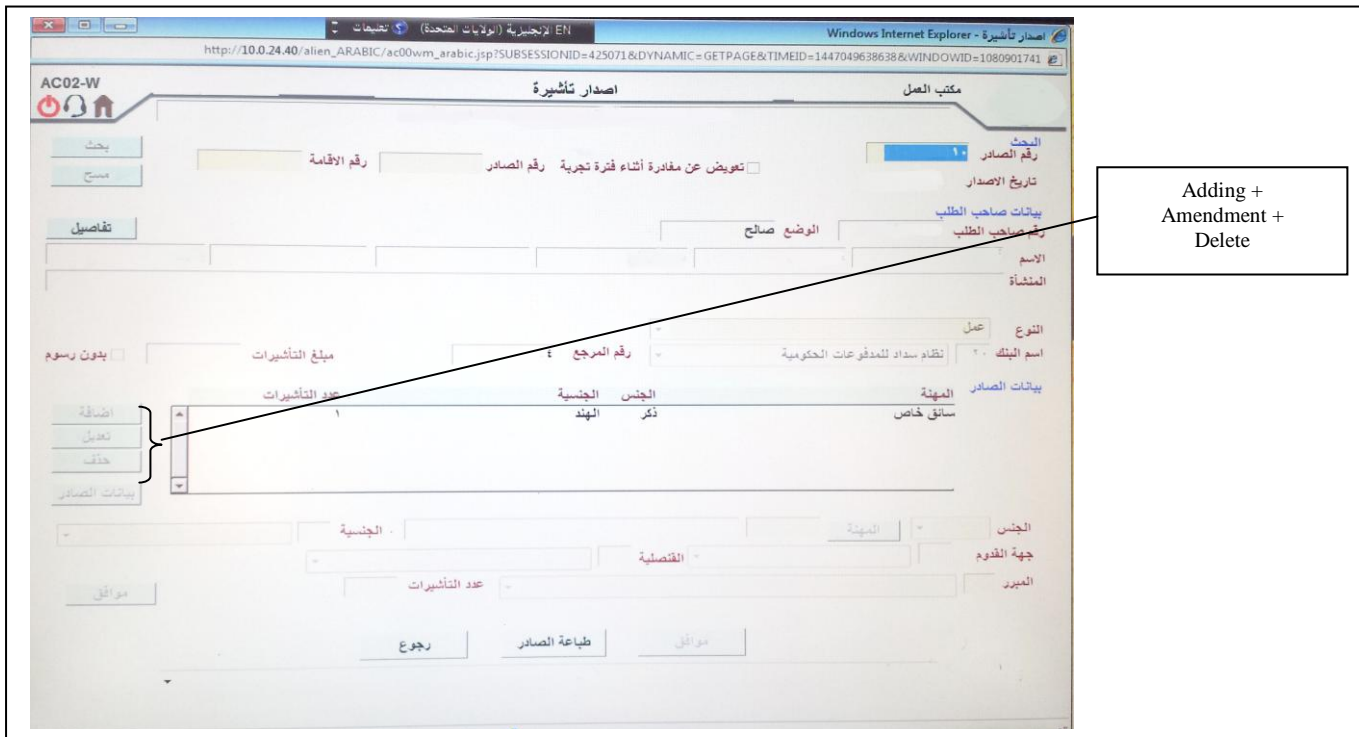 اصدار تأشيرة - Windows Internet Explorer
EN الإنجليزية (الولايات المتحدة) تعليمات
http://10.0.24.40/alien_ARABIC/ac00wm_arabic.jsp?SUBSESSIONID=425071&DYNAMIC=GETPAGE&TIMEID=1447049638638&WINDOWID=1080901741
مكتب العمل اصدار تأشيرة AC02-W
البحث
رقم الصادر ١٠ تعويض عن مغادرة أثناء فترة تجربة رقم الصادر رقم الاقامة بحث
تاريخ الاصدار مسح
بيانات صاحب الطلب
رقم صاحب الطلب الوضع صالح تفاصيل
الاسم
المنشأة
النوع عمل
اسم البنك ٢٠ نظام سداد للمدفوعات الحكومية رقم المرجع ٤ مبلغ التأشيرات بدون رسوم
بيانات الصادر المهنة الجنس الجنسية عدد التأشيرات
سائق خاص ذكر الهند ١ اضافة
تعديل
حذف
بيانات الصادر
الجنس المهنة الجنسية
جهة القدوم القنصلية
المبرر عدد التأشيرات موافق
موافق طباعة الصادر رجوع
Adding +
Amendment +
Delete